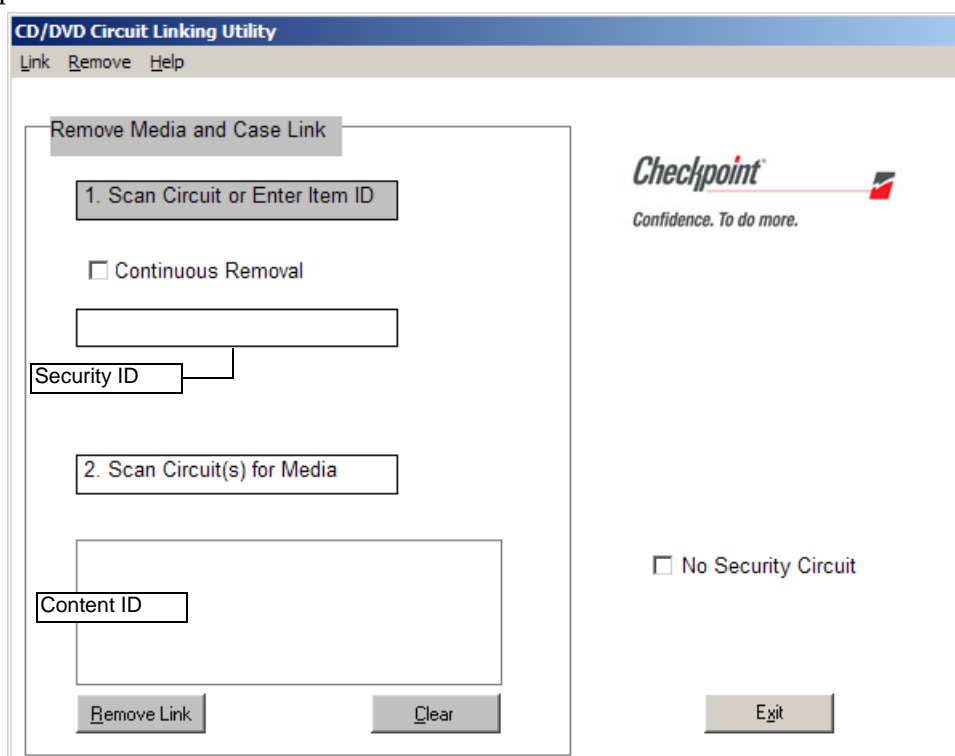 CD/DVD Circuit Linking Utility
Link Remove Help
Remove Media and Case Link
1. Scan Circuit or Enter Item ID
Continuous Removal
Security ID
2. Scan Circuit(s) for Media
Content ID
Remove Link
Clear
Checkpoint
Confidence. To do more.
No Security Circuit
Exit